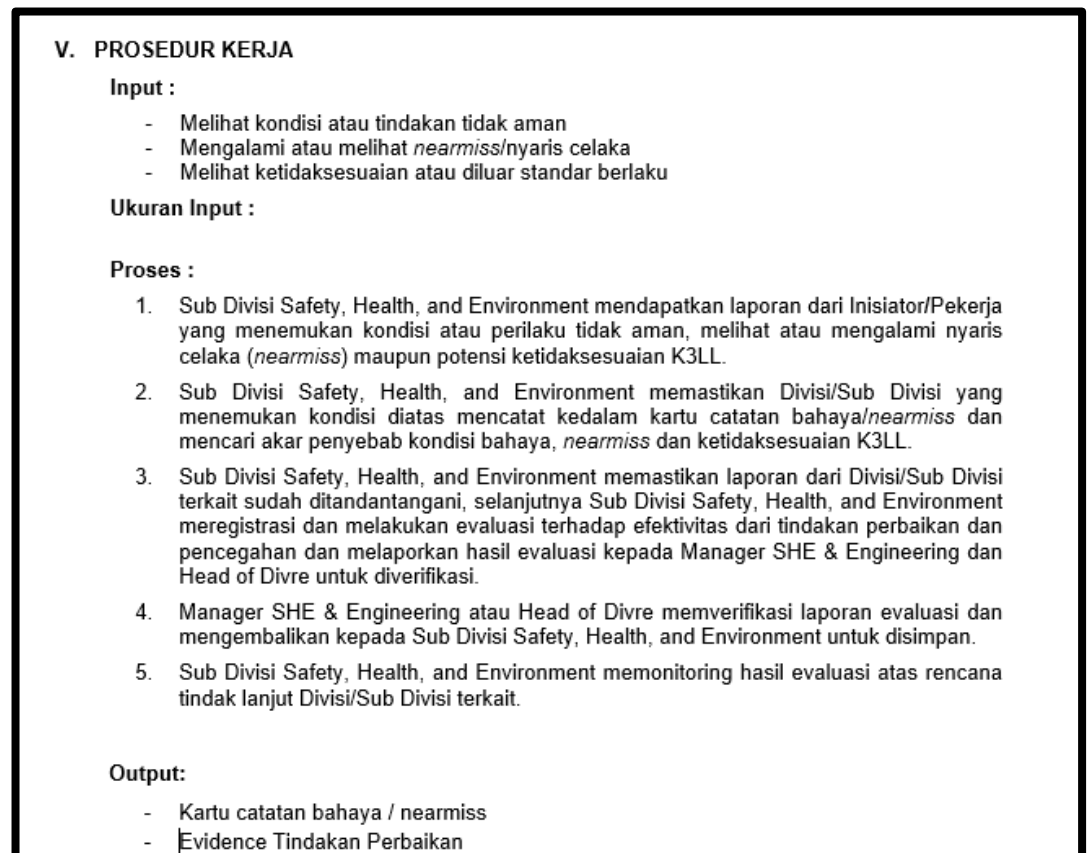 V. PROSEDUR KERJA
Input :
- Melihat kondisi atau tindakan tidak aman
- Mengalami atau melihat nearmiss/nyaris celaka
- Melihat ketidaksesuaian atau diluar standar berlaku
Ukuran Input :
Proses :
1. Sub Divisi Safety, Health, and Environment mendapatkan laporan dari Inisiator/Pekerja
yang menemukan kondisi atau perilaku tidak aman, melihat atau mengalami nyaris
celaka (nearmiss) maupun potensi ketidaksesuaian K3LL.
2. Sub Divisi Safety, Health, and Environment memastikan Divisi/Sub Divisi yang
menemukan kondisi diatas mencatat kedalam kartu catatan bahaya/nearmiss dan
mencari akar penyebab kondisi bahaya, nearmiss dan ketidaksesuaian K3LL.
3. Sub Divisi Safety, Health, and Environment memastikan laporan dari Divisi/Sub Divisi
terkait sudah ditandantangani, selanjutnya Sub Divisi Safety, Health, and Environment
meregistrasi dan melakukan evaluasi terhadap efektivitas dari tindakan perbaikan dan
pencegahan dan melaporkan hasil evaluasi kepada Manager SHE & Engineering dan
Head of Divre untuk diverifikasi.
4. Manager SHE & Engineering atau Head of Divre memverifikasi laporan evaluasi dan
mengembalikan kepada Sub Divisi Safety, Health, and Environment untuk disimpan.
5. Sub Divisi Safety, Health, and Environment memonitoring hasil evaluasi atas rencana
tindak lanjut Divisi/Sub Divisi terkait.
Output:
- Kartu catatan bahaya / nearmiss
- Evidence Tindakan Perbaikan